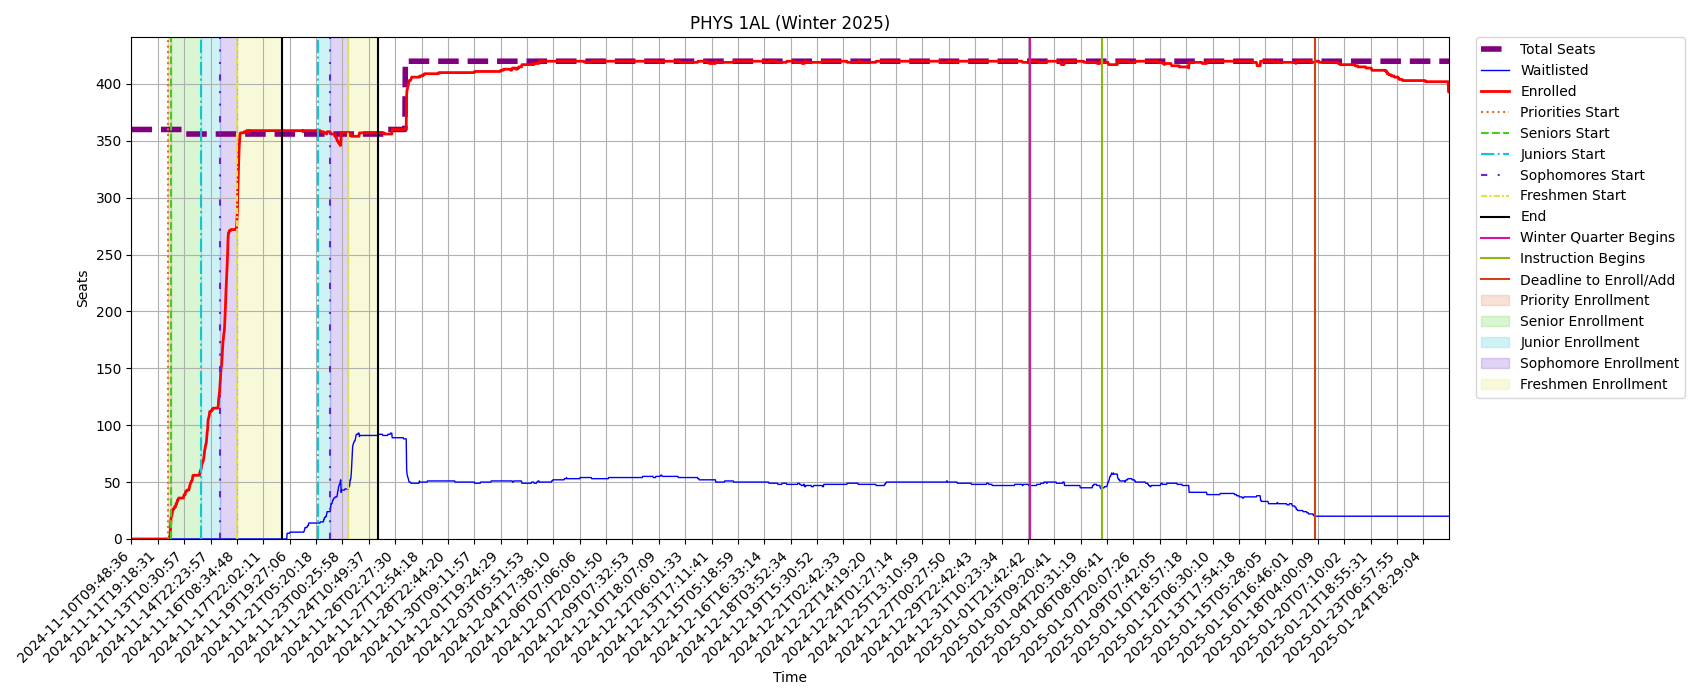 PHYS 1AL (Winter 2025)
Seats
400
350
300
250
200
150
100
50
0
2024-11-10T09:48:36
2024-11-11T19:18:31
2024-11-13T10:30:57
2024-11-14T22:23:57
2024-11-16T08:34:48
2024-11-17T22:02:11
2024-11-19T19:27:06
2024-11-21T05:20:18
2024-11-23T00:25:58
2024-11-24T10:49:37
2024-11-26T02:27:30
2024-11-27T12:54:18
2024-11-28T22:44:20
2024-11-30T09:11:57
2024-12-01T19:24:29
2024-12-03T05:51:53
2024-12-04T17:38:10
2024-12-06T07:06:06
2024-12-07T20:01:50
2024-12-09T07:32:53
2024-12-10T18:07:09
2024-12-12T06:01:33
2024-12-13T17:11:41
2024-12-15T05:18:59
2024-12-16T16:33:14
2024-12-18T03:52:34
2024-12-19T15:30:52
2024-12-21T02:42:33
2024-12-22T14:19:20
2024-12-24T01:27:14
2024-12-25T13:10:59
2024-12-27T00:27:50
2024-12-29T22:42:43
2024-12-31T10:23:34
2025-01-01T21:42:42
2025-01-03T09:20:41
2025-01-04T20:31:19
2025-01-06T08:06:41
2025-01-07T20:07:26
2025-01-09T07:42:05
2025-01-10T18:57:18
2025-01-12T06:30:10
2025-01-13T17:54:18
2025-01-15T05:28:05
2025-01-16T16:46:01
2025-01-18T04:00:09
2025-01-20T07:10:02
2025-01-21T18:55:31
2025-01-23T06:57:55
2025-01-24T18:29:04
Time
Total Seats
Waitlisted
Enrolled
Priorities Start
Seniors Start
Juniors Start
Sophomores Start
Freshmen Start
End
Winter Quarter Begins
Instruction Begins
Deadline to Enroll/Add
Priority Enrollment
Senior Enrollment
Junior Enrollment
Sophomore Enrollment
Freshmen Enrollment